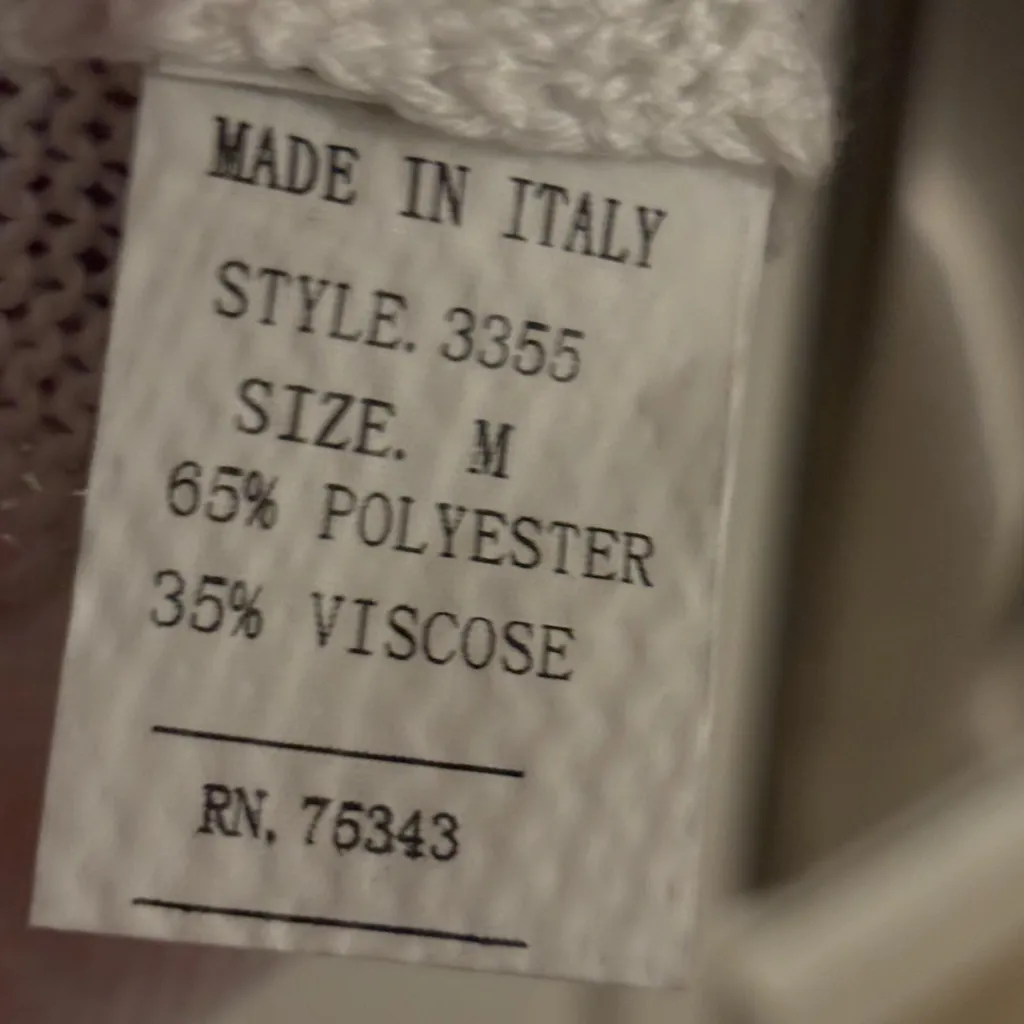 MADE IN ITALY
STYLE. 3355
SIZE. M
65% POLYESTER
35% VISCOSE
RN. 75343